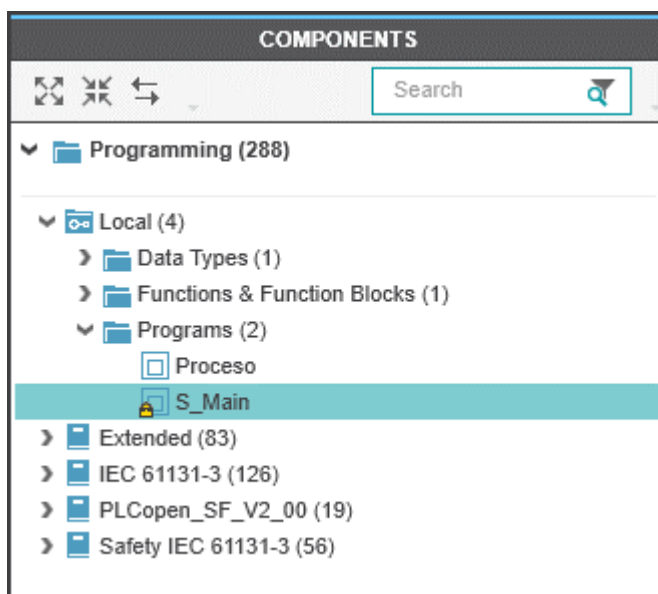 COMPONENTS
Search
Programming (288)
Local (4)
Data Types (1)
Functions & Function Blocks (1)
Programs (2)
Proceso
S_Main
Extended (83)
IEC 61131-3 (126)
PLCopen_SF_V2_00 (19)
Safety IEC 61131-3 (56)